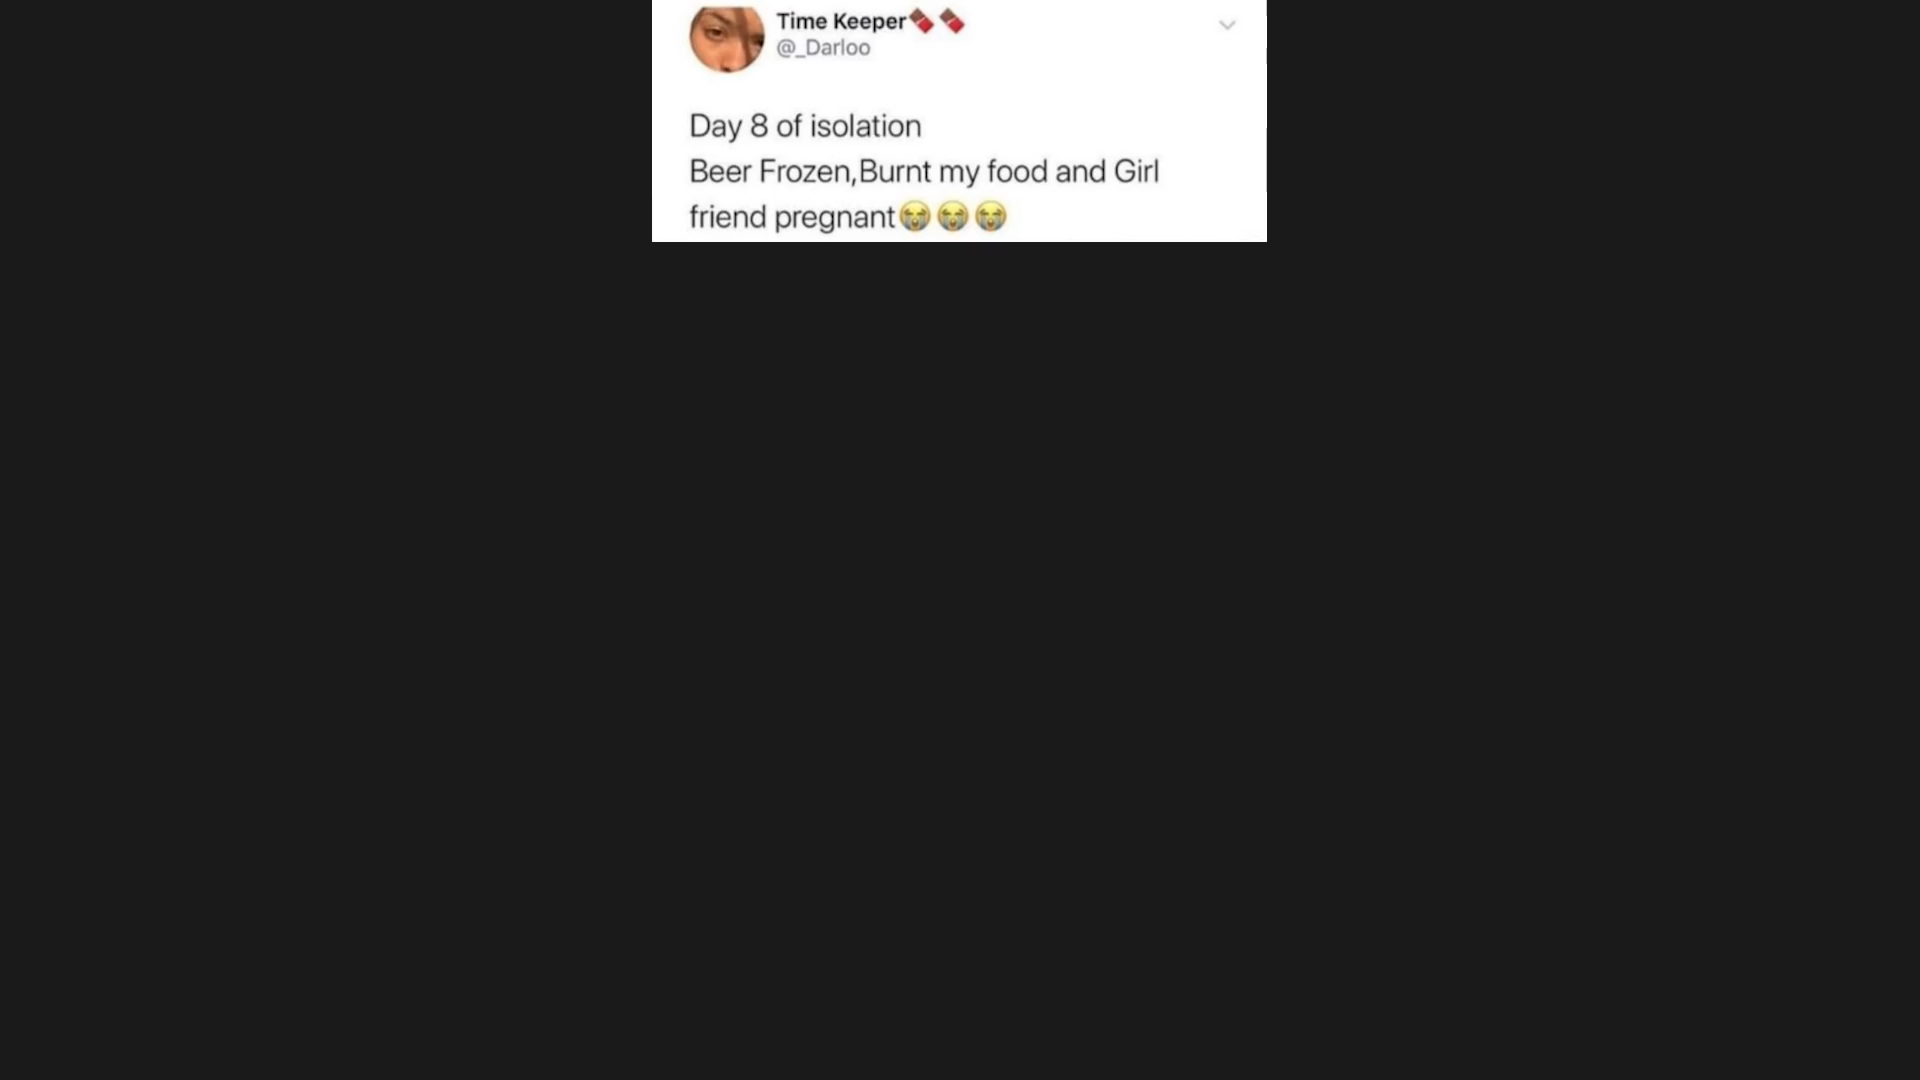 Time Keeper🍫🍫
@_Darloo
Day 8 of isolation
Beer Frozen,Burnt my food and Girl
friend pregnant😭😭😭